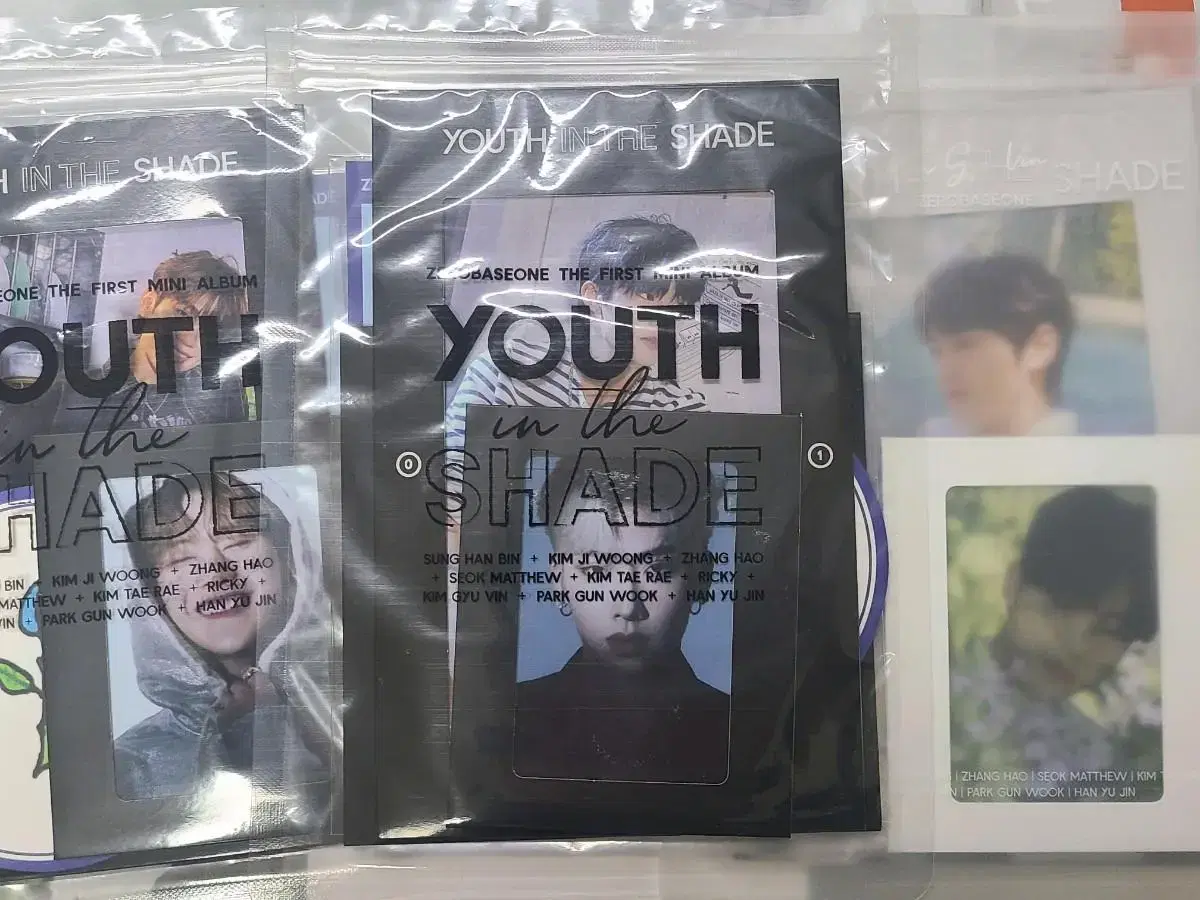 H IN THE SHADE
EONE THE FIRST MINI ALBUM
OUTH
in the
HADE
BIN + KIM JI WOONG + ZHANG HAO
MATTHEW + KIM TAE RAE + RICKY +
VIN + PARK GUN WOOK + HAN YU JIN
YOUTH IN THE SHADE
ZEROBASEONE THE FIRST MINI ALBUM
YOUTH
in the
SHADE
0
1
SUNG HAN BIN + KIM JI WOONG + ZHANG HAO
+ SEOK MATTHEW + KIM TAE RAE + RICKY +
KIM GYU VIN + PARK GUN WOOK + HAN YU JIN
SHADE
ZEROBASEONE
| ZHANG HAO | SEOK MATTHEW | KIM T
N | PARK GUN WOOK | HAN YU JIN